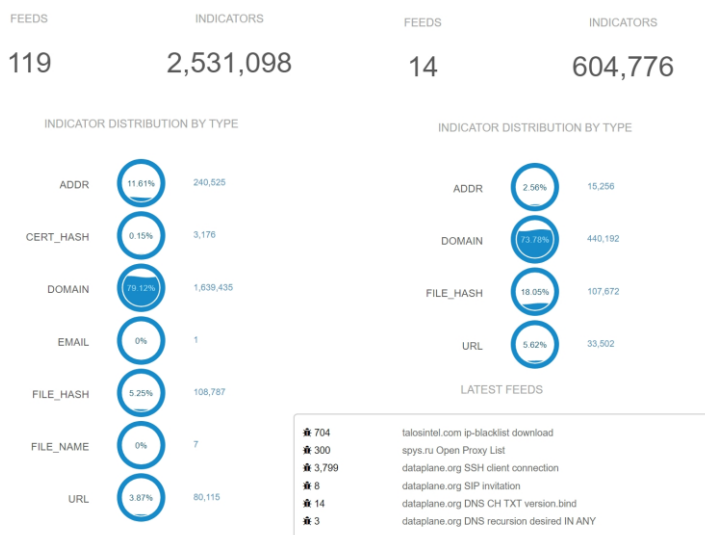 FEEDS
INDICATORS
119
2,531,098
INDICATOR DISTRIBUTION BY TYPE
ADDR 11.61% 240,525
CERT_HASH 0.15% 3,176
DOMAIN 79.12% 1,639,435
EMAIL 0% 1
FILE_HASH 5.25% 108,787
FILE_NAME 0% 7
URL 3.87% 80,115
FEEDS
INDICATORS
14
604,776
INDICATOR DISTRIBUTION BY TYPE
ADDR 2.56% 15,256
DOMAIN 73.78% 440,192
FILE_HASH 18.05% 107,672
URL 5.62% 33,502
LATEST FEEDS
704 talosintel.com ip-blacklist download
300 spys.ru Open Proxy List
3,799 dataplane.org SSH client connection
8 dataplane.org SIP invitation
14 dataplane.org DNS CH TXT version.bind
3 dataplane.org DNS recursion desired IN ANY